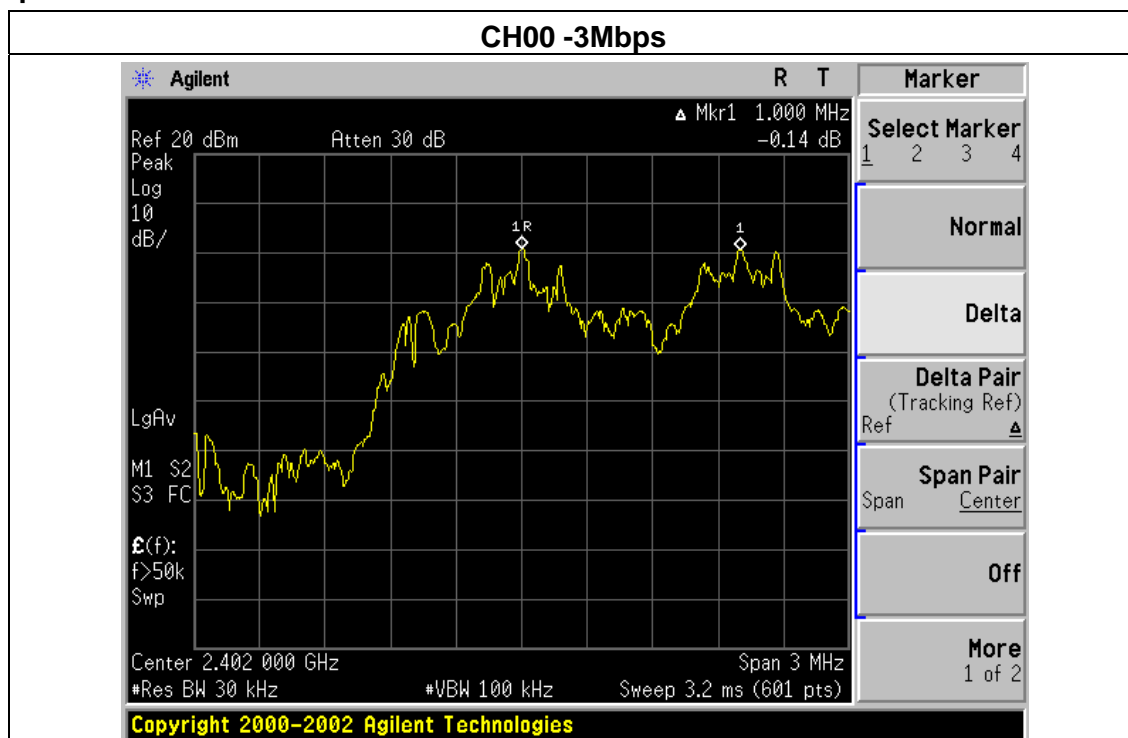 CH00 -3Mbps
Agilent R T
Marker
Δ Mkr1 1.000 MHz
Ref 20 dBm Atten 30 dB -0.14 dB
Peak
Log
10
dB/
1R
1
LgAv
M1 S2
S3 FC
£(f):
f>50k
Swp
Center 2.402 000 GHz Span 3 MHz
#Res BW 30 kHz #VBW 100 kHz Sweep 3.2 ms (601 pts)
Copyright 2000-2002 Agilent Technologies
Select Marker
1 2 3 4
Normal
Delta
Delta Pair
(Tracking Ref)
Ref Δ
Span Pair
Span Center
Off
More
1 of 2